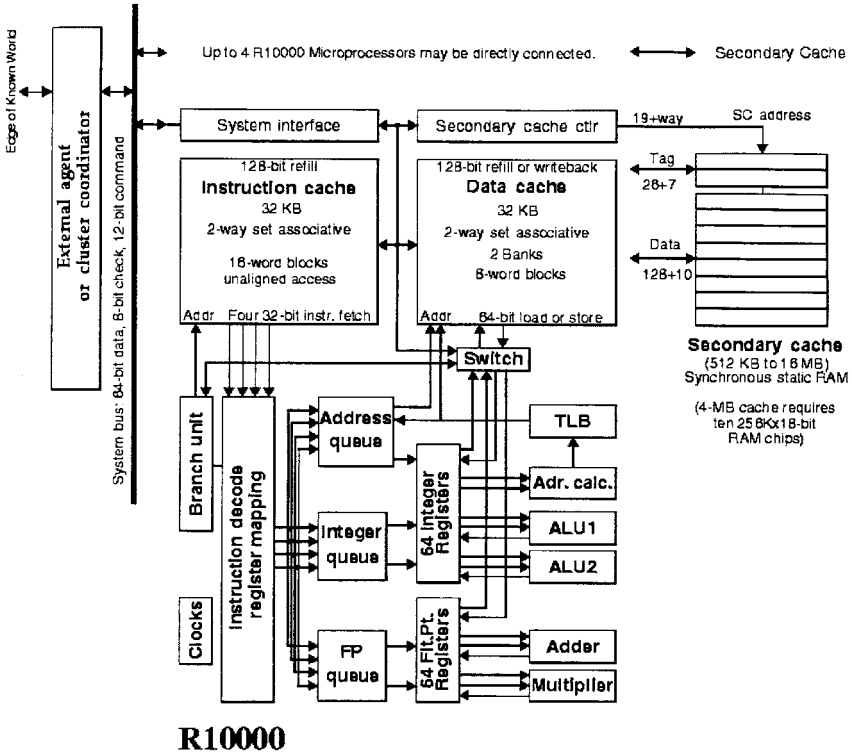 Edge of Known World
External agent
or cluster coordinator
System bus: 64-bit data, 8-bit check, 12-bit command
Up to 4 R10000 Microprocessors may be directly connected.
Secondary Cache
System interface
Secondary cache ctlr
19+way
SC address
128-bit refill
Instruction cache
32 KB
2-way set associative
16-word blocks
unaligned access
Addr
Four 32-bit instr. fetch
128-bit refill or writeback
Data cache
32 KB
2-way set associative
2 Banks
8-word blocks
Addr
64-bit load or store
Tag
26+7
Data
128+10
Secondary cache
(512 KB to 16 MB)
Synchronous static RAM
(4-MB cache requires
ten 256Kx18-bit
RAM chips)
Switch
Branch unit
Clocks
Instruction decode
register mapping
Address
queue
Integer
queue
FP
queue
64 Integer
Registers
64 Flt.Pt.
Registers
TLB
Adr. calc.
ALU1
ALU2
Adder
Multiplier
R10000